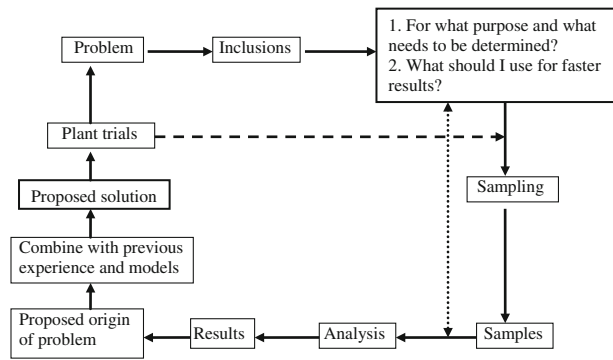 Problem
Inclusions
1. For what purpose and what
needs to be determined?
2. What should I use for faster
results?
Plant trials
Sampling
Proposed solution
Combine with previous
experience and models
Proposed origin
of problem
Results
Analysis
Samples